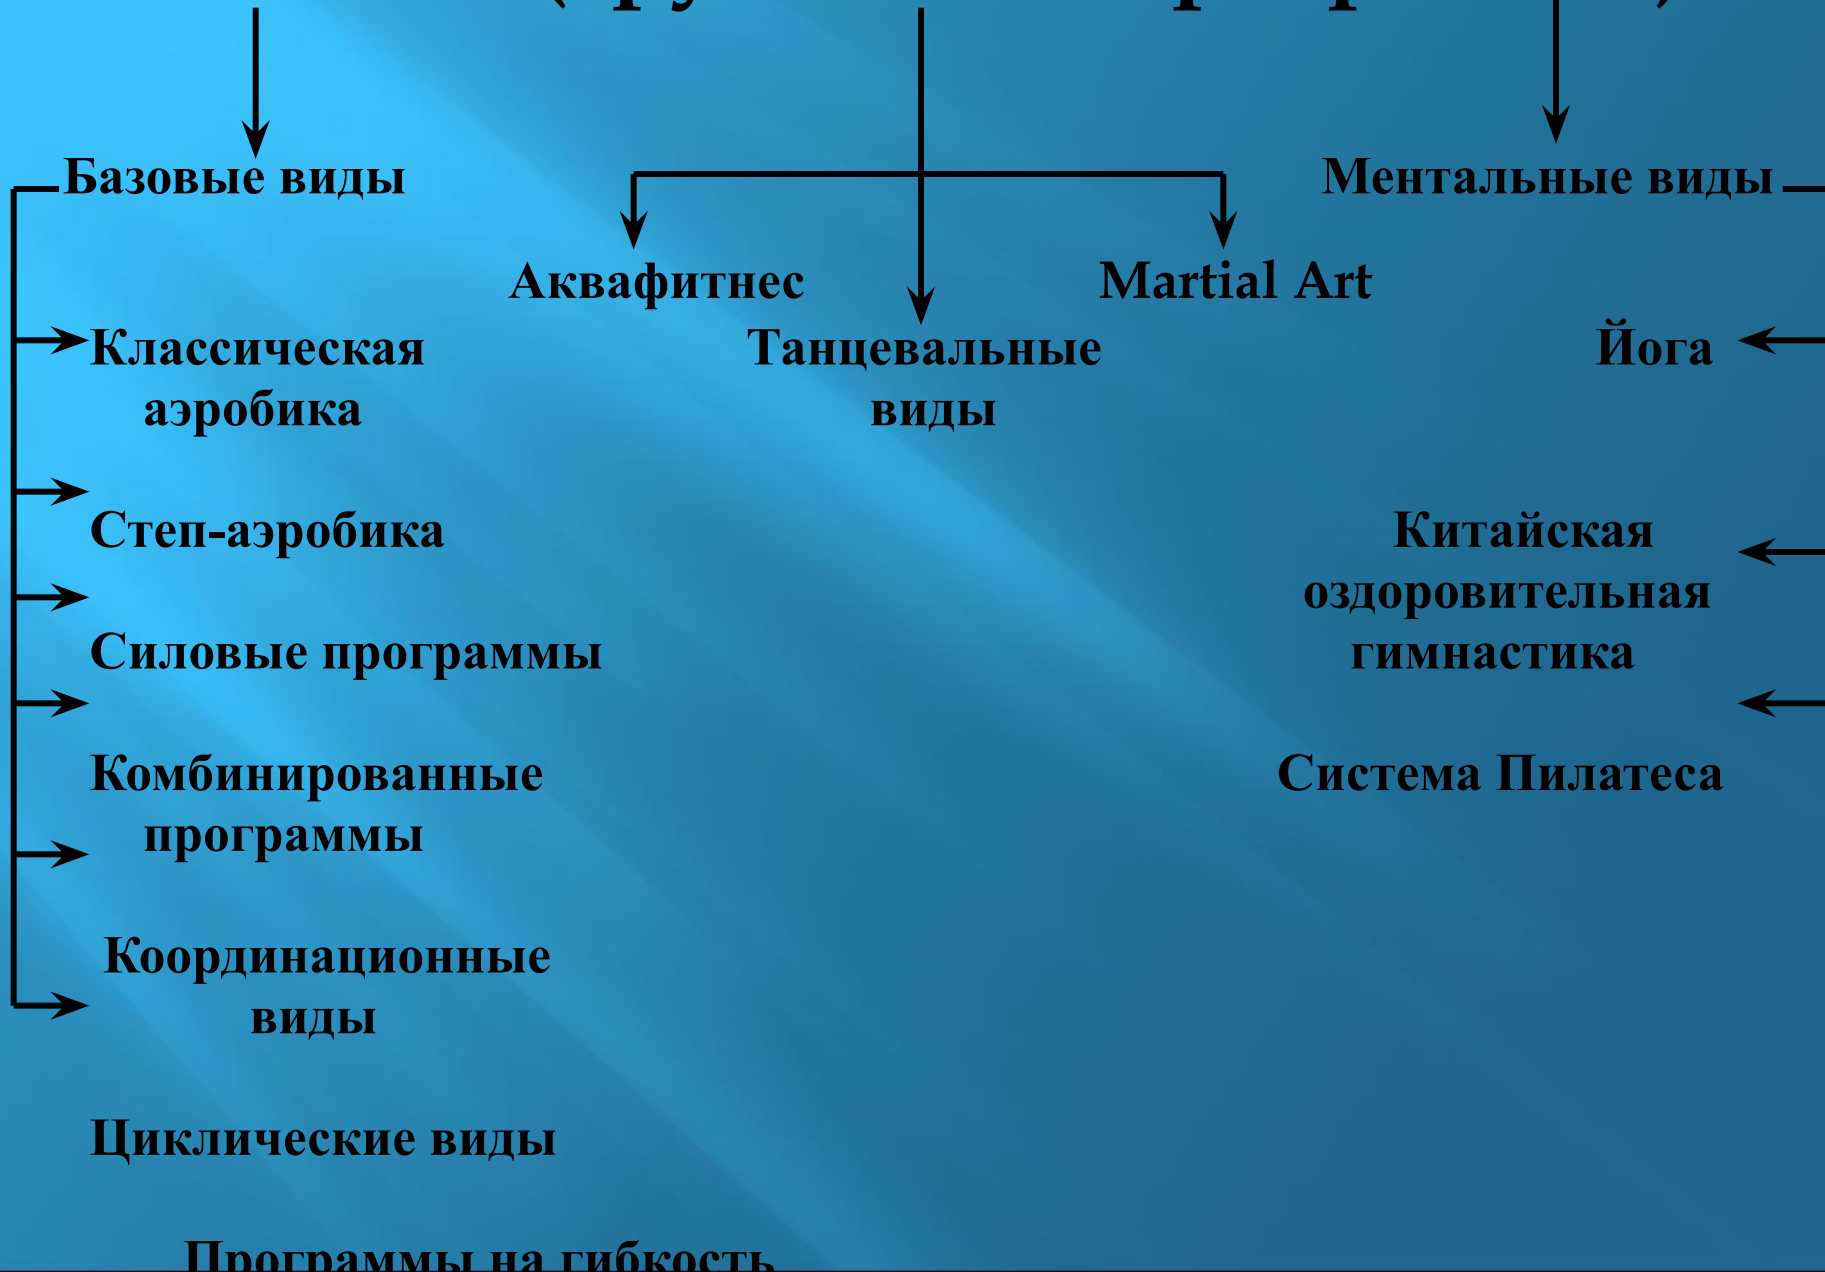 Базовые виды
Ментальные виды
Аквафитнес
Martial Art
Классическая
аэробика
Танцевальные
виды
Йога
Степ-аэробика
Китайская
оздоровительная
гимнастика
Силовые программы
Комбинированные
программы
Система Пилатеса
Координационные
виды
Циклические виды
Программы на гибкость